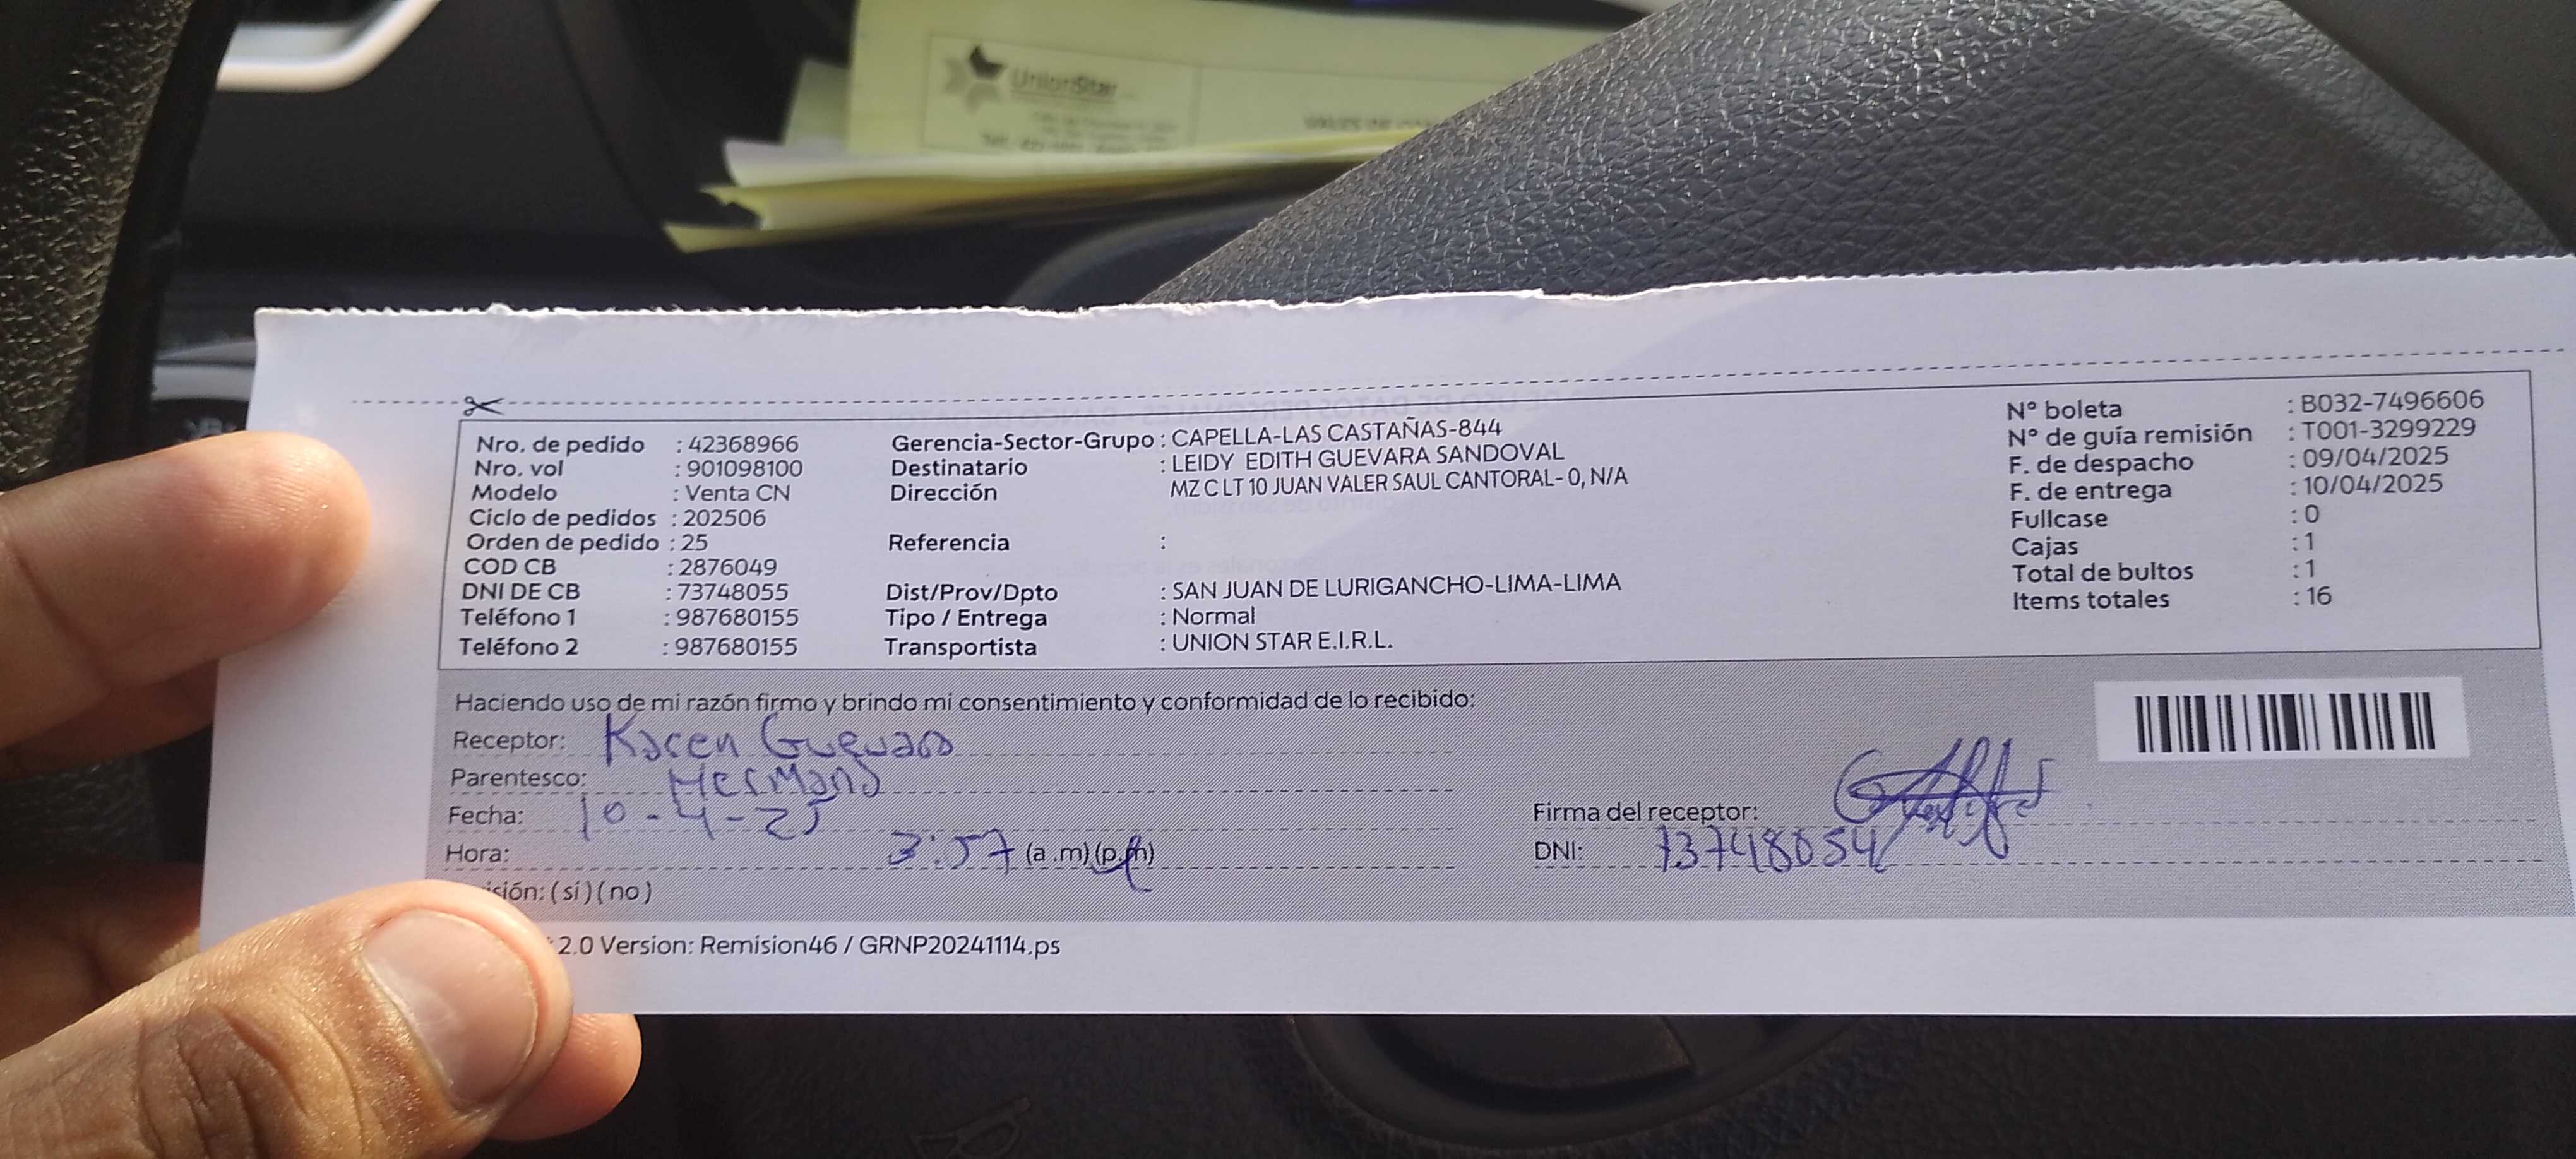 UnionStar
Nro. de pedido : 42368966 Gerencia-Sector-Grupo : CAPELLA-LAS CASTAÑAS-844 N° boleta : B032-7496606
Nro. vol : 901098100 Destinatario : LEIDY EDITH GUEVARA SANDOVAL N° de guía remisión : T001-3299229
Modelo : Venta CN Dirección MZ C LT 10 JUAN VALER SAUL CANTORAL- 0, N/A F. de despacho : 09/04/2025
Ciclo de pedidos : 202506 F. de entrega : 10/04/2025
Orden de pedido : 25 Referencia : Fullcase : 0
COD CB : 2876049 Cajas : 1
DNI DE CB : 73748055 Dist/Prov/Dpto : SAN JUAN DE LURIGANCHO-LIMA-LIMA Total de bultos : 1
Teléfono 1 : 987680155 Tipo / Entrega : Normal Items totales : 16
Teléfono 2 : 987680155 Transportista : UNION STAR E.I.R.L.
Haciendo uso de mi razón firmo y brindo mi consentimiento y conformidad de lo recibido:
Receptor: Karen Guevara
Parentesco: Hermana
Fecha: 10-4-25 Firma del receptor:
Hora: 3:57 (a .m) (p.m) DNI: 73748054
isión: ( si ) ( no )
2.0 Version: Remision46 / GRNP20241114.ps